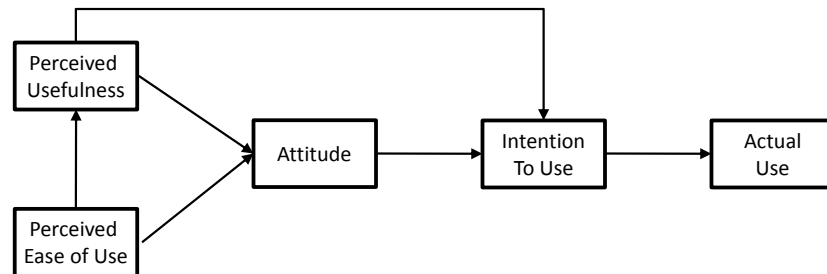 Perceived
Usefulness
Attitude
Intention
To Use
Actual
Use
Perceived
Ease of Use